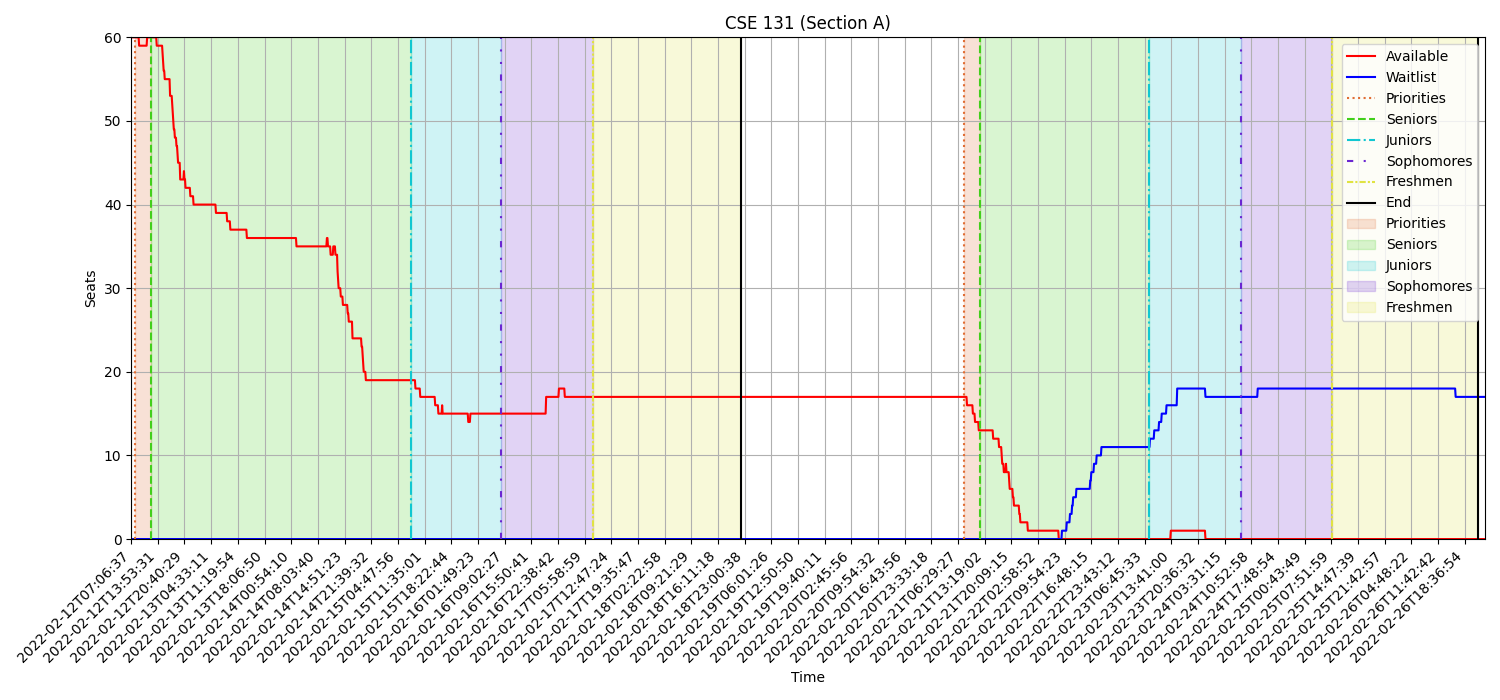 CSE 131 (Section A)
60
50
40
30
20
10
0
Seats
Available
Waitlist
Priorities
Seniors
Juniors
Sophomores
Freshmen
End
Priorities
Seniors
Juniors
Sophomores
Freshmen
2022-02-12T07:06:37
2022-02-12T13:53:31
2022-02-12T20:40:29
2022-02-13T04:33:11
2022-02-13T11:19:54
2022-02-13T18:06:50
2022-02-14T00:54:10
2022-02-14T08:03:40
2022-02-14T14:51:23
2022-02-14T21:39:32
2022-02-15T04:47:56
2022-02-15T11:35:01
2022-02-15T18:22:44
2022-02-16T01:49:23
2022-02-16T09:02:27
2022-02-16T15:50:41
2022-02-16T22:38:42
2022-02-17T05:58:59
2022-02-17T12:47:24
2022-02-17T19:35:47
2022-02-18T02:22:58
2022-02-18T09:21:29
2022-02-18T16:11:18
2022-02-18T23:00:38
2022-02-19T06:01:26
2022-02-19T12:50:50
2022-02-19T19:40:11
2022-02-20T02:45:56
2022-02-20T09:54:32
2022-02-20T16:43:56
2022-02-20T23:33:18
2022-02-21T06:29:27
2022-02-21T13:19:02
2022-02-21T20:09:15
2022-02-22T02:58:52
2022-02-22T09:54:23
2022-02-22T16:48:15
2022-02-22T23:43:12
2022-02-23T06:45:33
2022-02-23T13:41:00
2022-02-23T20:36:32
2022-02-24T03:31:15
2022-02-24T10:52:58
2022-02-24T17:48:54
2022-02-25T00:43:49
2022-02-25T07:51:59
2022-02-25T14:47:39
2022-02-25T21:42:57
2022-02-26T04:48:22
2022-02-26T11:42:42
2022-02-26T18:36:54
Time